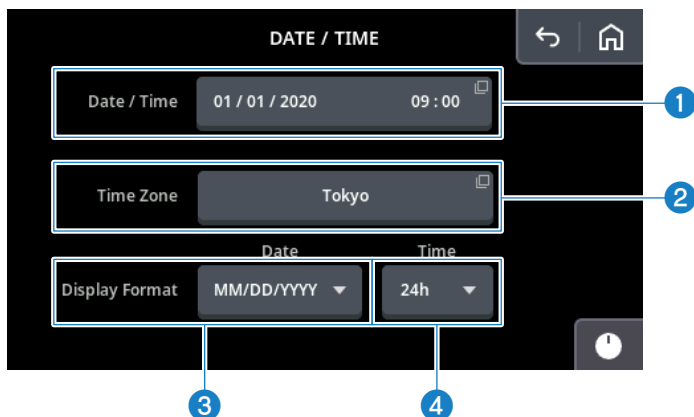 DATE / TIME
Date / Time 01 / 01 / 2020 09 : 00
1
Time Zone Tokyo
2
Date Time
Display Format MM/DD/YYYY 24h
3 4